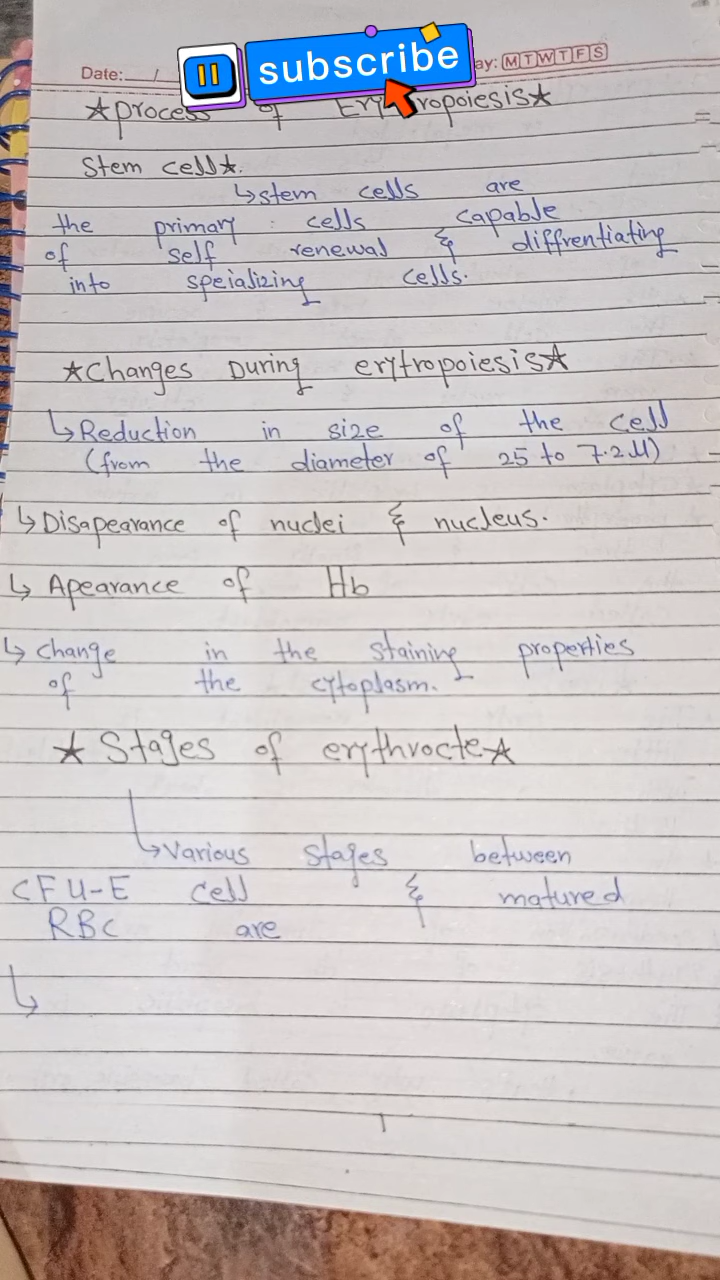 subscribe
Date: / ay: M T W T F S
★process of Erytropoiesis★
Stem cell★.
↳stem cells are
the primary cells capable
of self renewal & diffrentiating
into speializing cells.
★Changes During erytropoiesis★
↳Reduction in size of the cell
(from the diameter of 25 to 7.2 M)
↳Disapearance of nuclei & nucleus.
↳ Apearance of Hb
↳ change in the staining properties
of the cytoplasm.
★ Stages of erythrocte★
↳Various stages between
CFU-E cell & matured
RBC are
↳